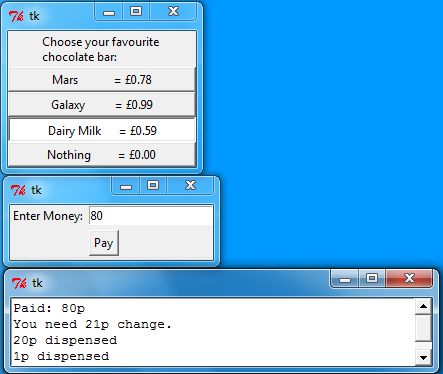 tk
Choose your favourite
chocolate bar:
Mars = £0.78
Galaxy = £0.99
Dairy Milk = £0.59
Nothing = £0.00
tk
Enter Money: 80
Pay
tk
Paid: 80p
You need 21p change.
20p dispensed
1p dispensed